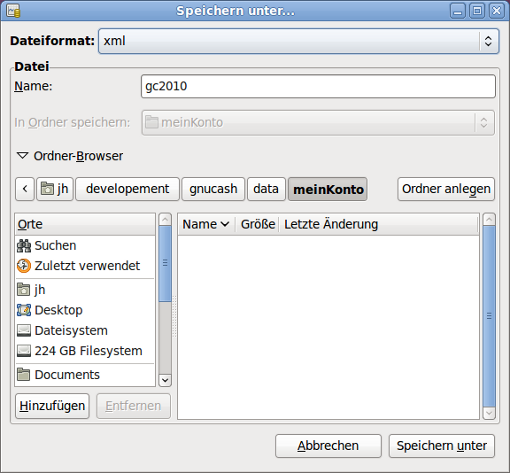 Speichern unter...
Dateiformat: xml
Datei
Name: gc2010
In Ordner speichern: meinKonto
Ordner-Browser
jh developement gnucash data meinKonto Ordner anlegen
Orte Name Größe Letzte Änderung
Suchen
Zuletzt verwendet
jh
Desktop
Dateisystem
224 GB Filesystem
Documents
Hinzufügen Entfernen
Abbrechen Speichern unter